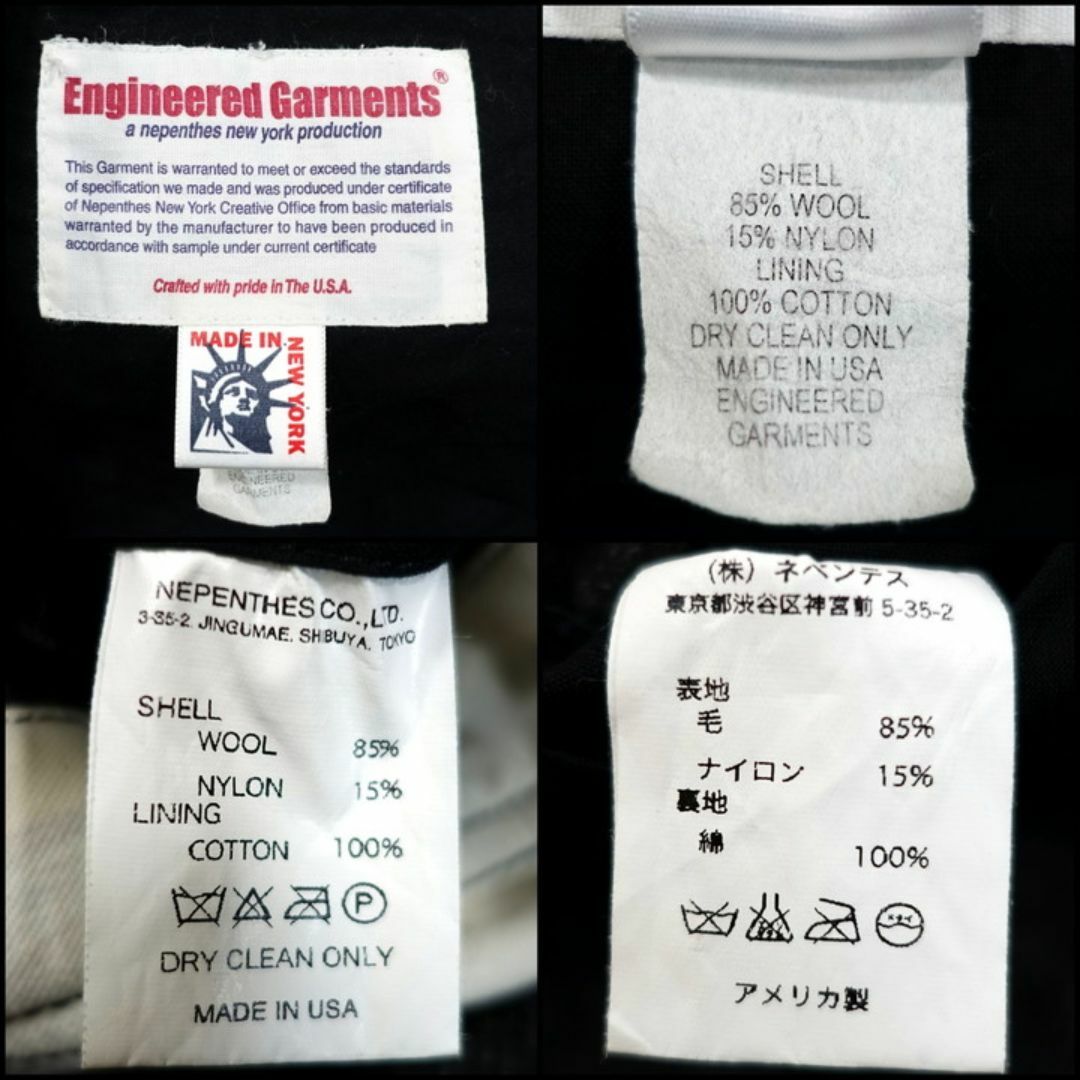 Engineered Garments®
a nepenthes new york production
This Garment is warranted to meet or exceed the standards
of specification we made and was produced under certificate
of Nepenthes New York Creative Office from basic materials
warranted by the manufacturer to have been produced in
accordance with sample under current certificate
Crafted with pride in The U.S.A.
MADE IN
NEW YORK
ENGINEERED
GARMENTS
SHELL
85% WOOL
15% NYLON
LINING
100% COTTON
DRY CLEAN ONLY
MADE IN USA
ENGINEERED
GARMENTS
NEPENTHES CO., LTD.
3-35-2. JINGUMAE. SHIBUYA. TOKYO
SHELL
WOOL 85%
NYLON 15%
LINING
COTTON 100%
P
DRY CLEAN ONLY
MADE IN USA
(株) ネペンテス
東京都渋谷区神宮前 5-35-2
表地
毛 85%
ナイロン 15%
裏地
綿 100%
アメリカ製